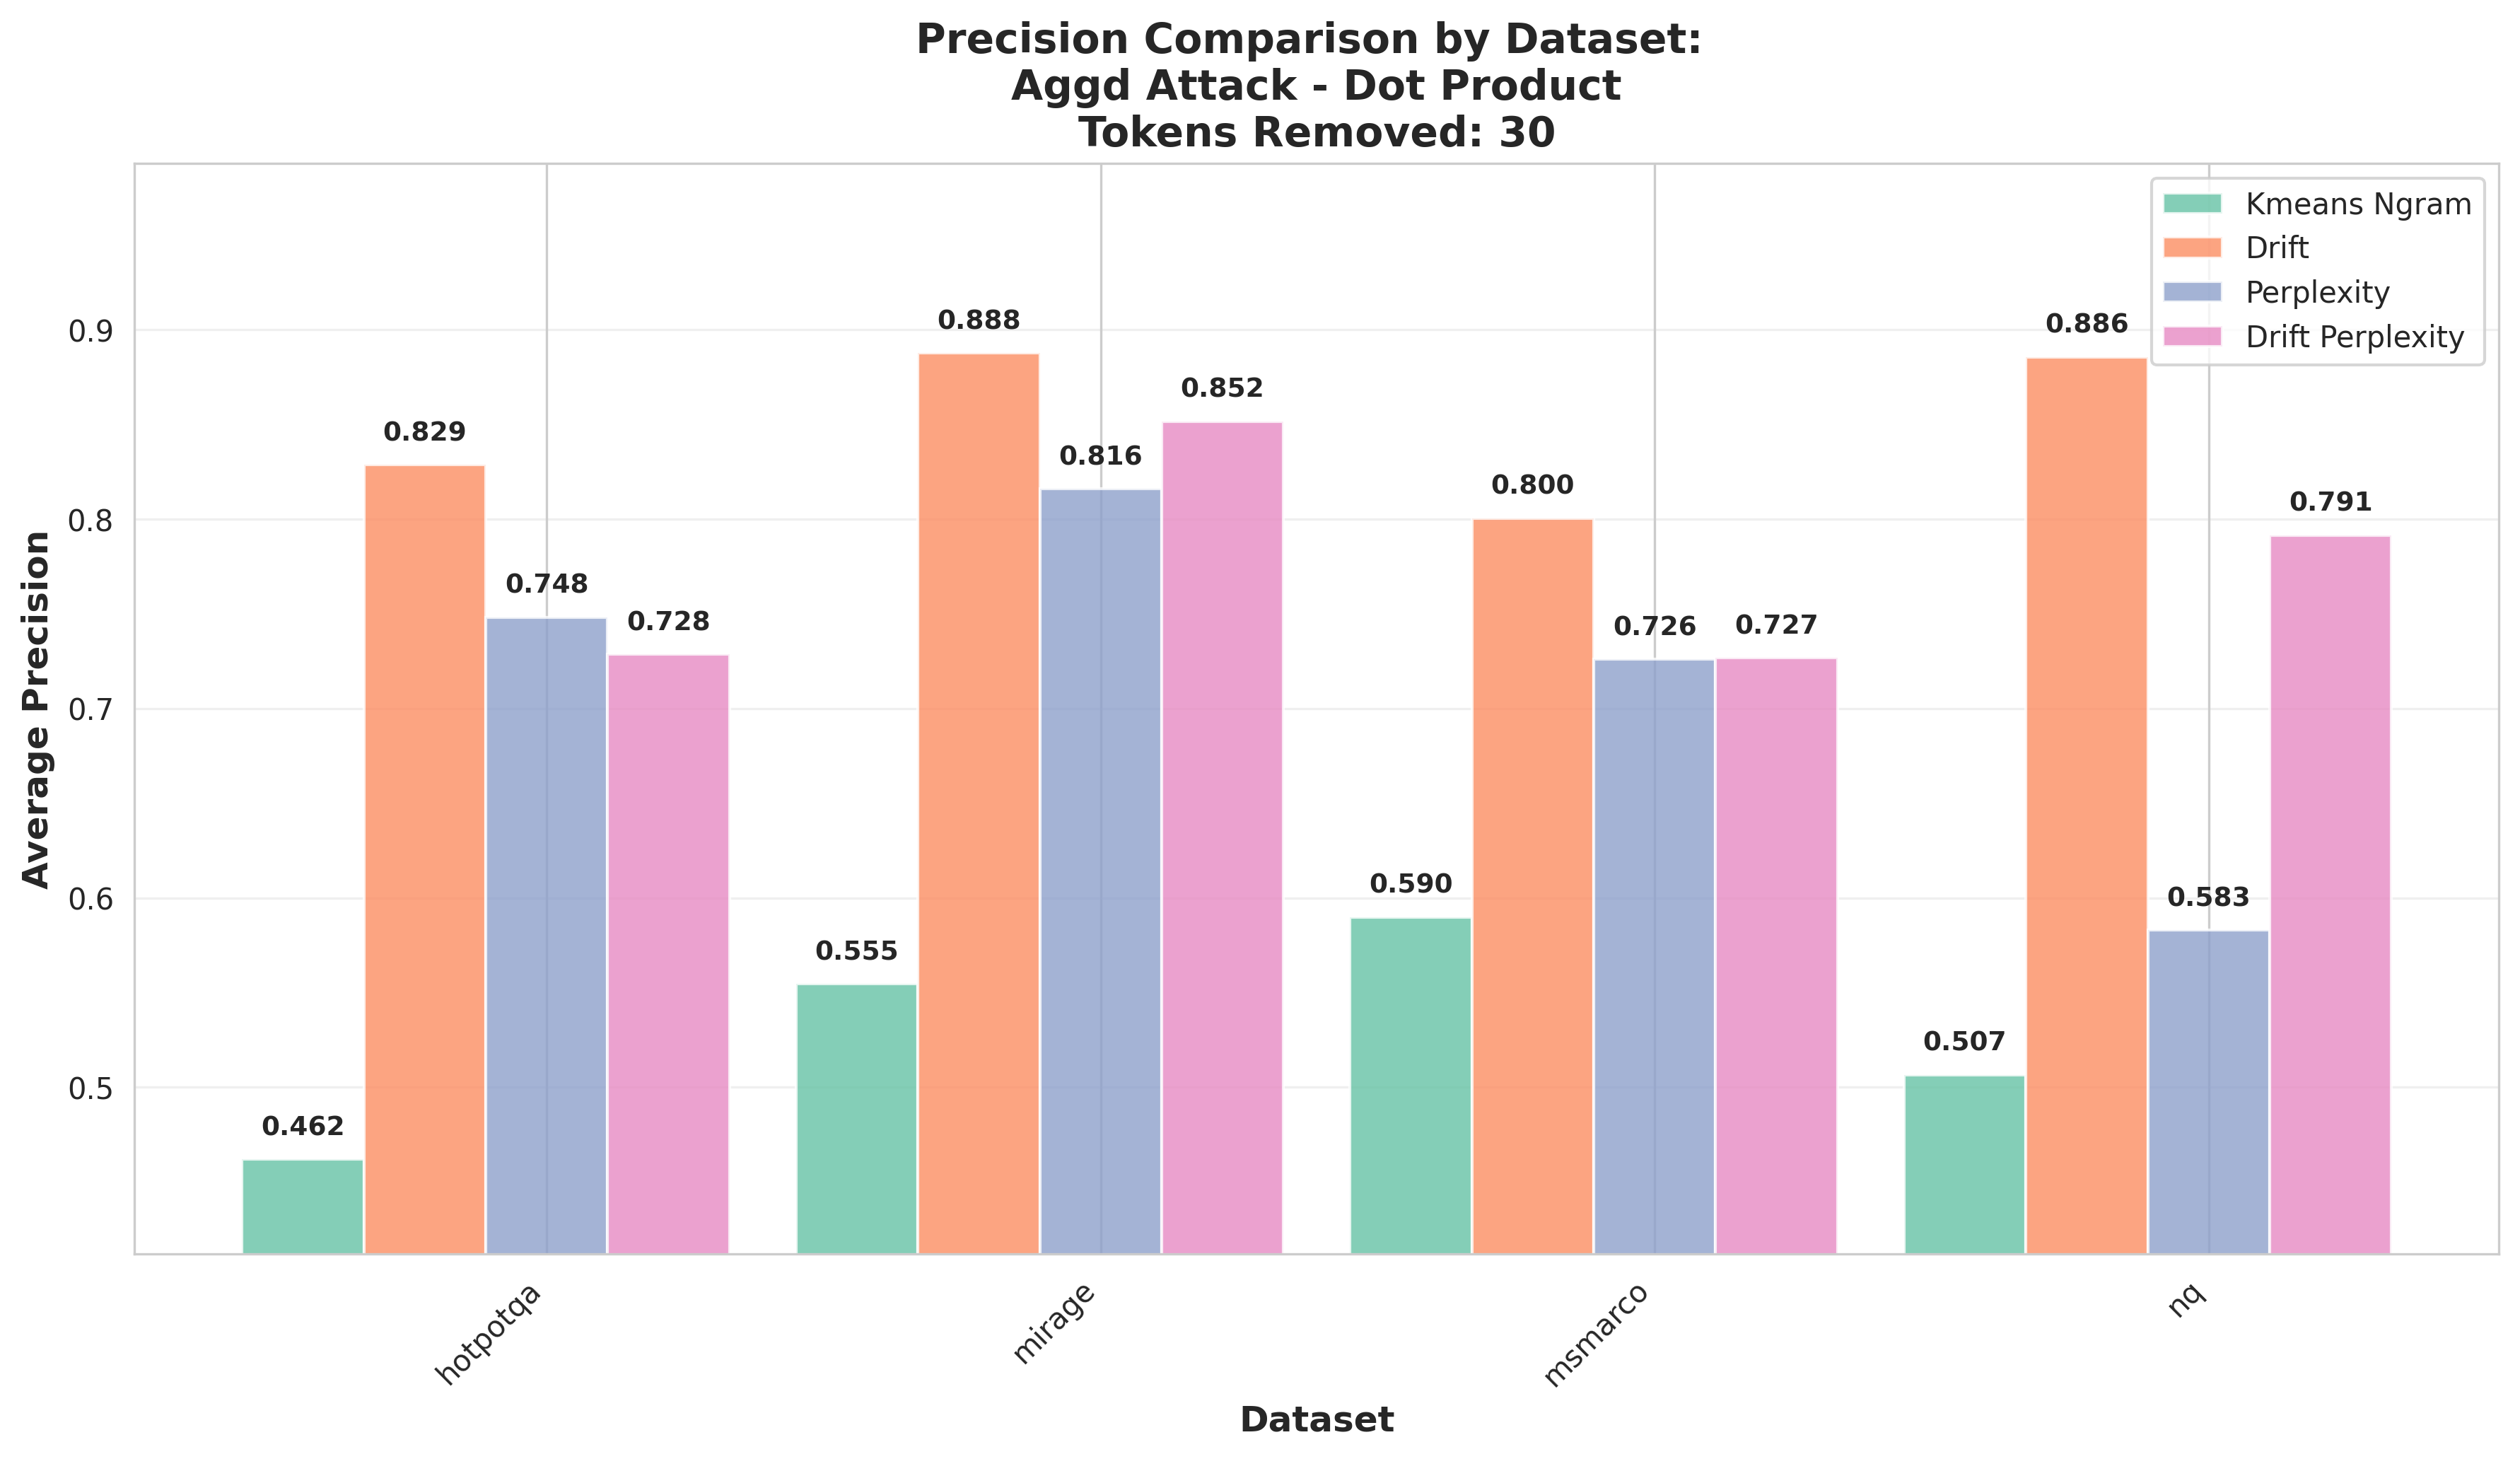 Precision Comparison by Dataset:
Aggd Attack - Dot Product
Tokens Removed: 30
Kmeans Ngram
Drift
Perplexity
Drift Perplexity
Average Precision
0.9
0.8
0.7
0.6
0.5
0.462
0.829
0.748
0.728
0.555
0.888
0.816
0.852
0.590
0.800
0.726
0.727
0.507
0.886
0.583
0.791
hotpotqa
mirage
msmarco
nq
Dataset